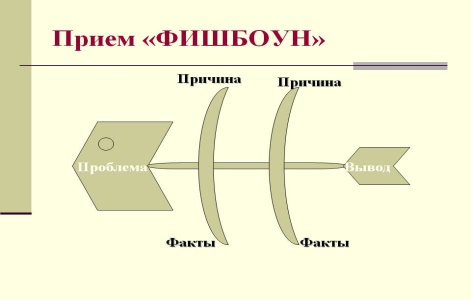 Прием «ФИШБОУН»
Причина Причина
Проблема Вывод
Факты Факты